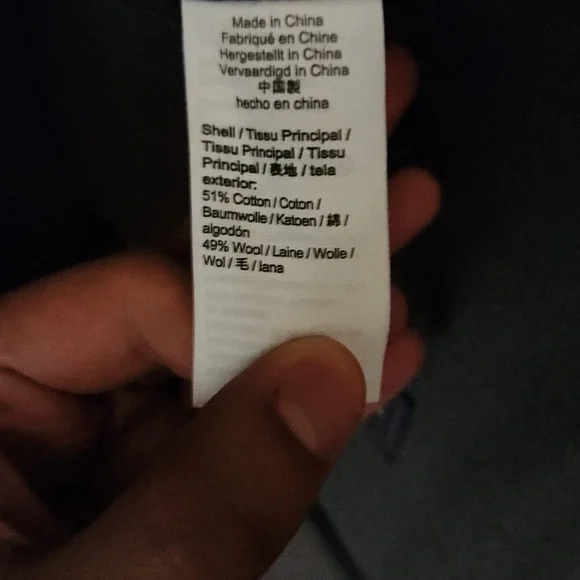 Made in China
Fabriqué en Chine
Hergestellt in China
Vervaardigd in China
中国製
hecho en china
Shell / Tissu Principal /
Tissu Principal / Tissu
Principal / 表地 / tela
exterior:
51% Cotton / Coton /
Baumwolle / Katoen / 綿 /
algodón
49% Wool / Laine / Wolle /
Wol / 毛 / lana